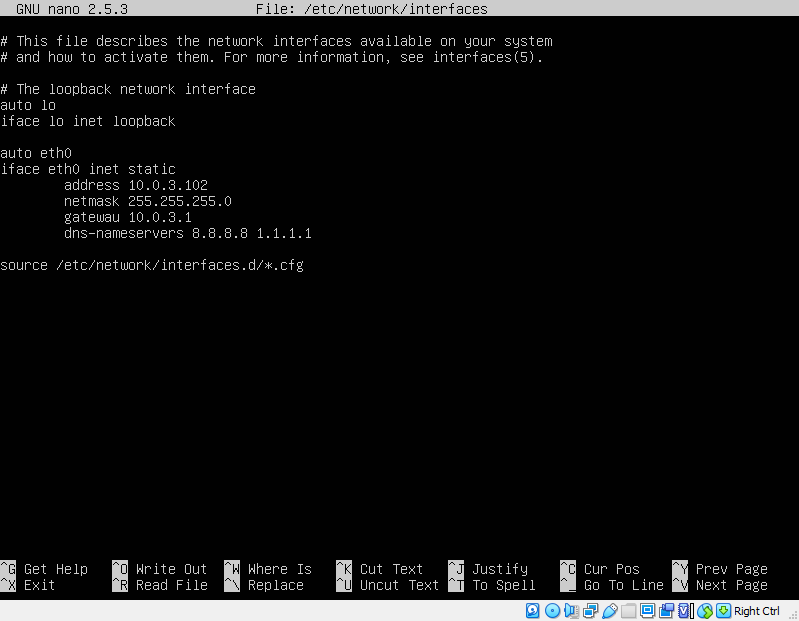 GNU nano 2.5.3 File: /etc/network/interfaces
# This file describes the network interfaces available on your system
# and how to activate them. For more information, see interfaces(5).
# The loopback network interface
auto lo
iface lo inet loopback
auto eth0
iface eth0 inet static
address 10.0.3.102
netmask 255.255.255.0
gatewau 10.0.3.1
dns-nameservers 8.8.8.8 1.1.1.1
source /etc/network/interfaces.d/*.cfg
^G Get Help ^O Write Out ^W Where Is ^K Cut Text ^J Justify ^C Cur Pos ^Y Prev Page
^X Exit ^R Read File ^\ Replace ^U Uncut Text ^T To Spell ^_ Go To Line ^V Next Page
Right Ctrl